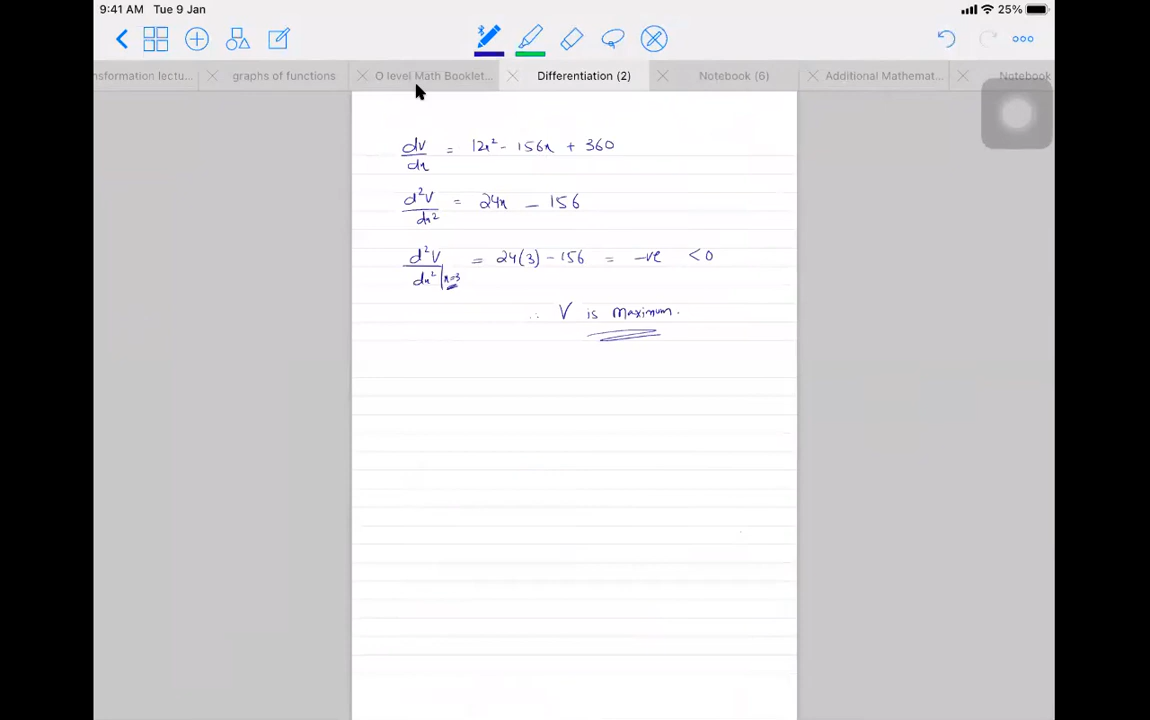 9:41 AM Tue 9 Jan
25%
nsformation lectu...
graphs of functions
O level Math Booklet...
Differentiation (2)
Notebook (6)
Additional Mathemat...
Notebook
dv/dx = 12x² - 156x + 360
d²V/dx² = 24x - 156
d²V/dx²|x=3 = 24(3) - 156 = -ve <0
∴ V is maximum.